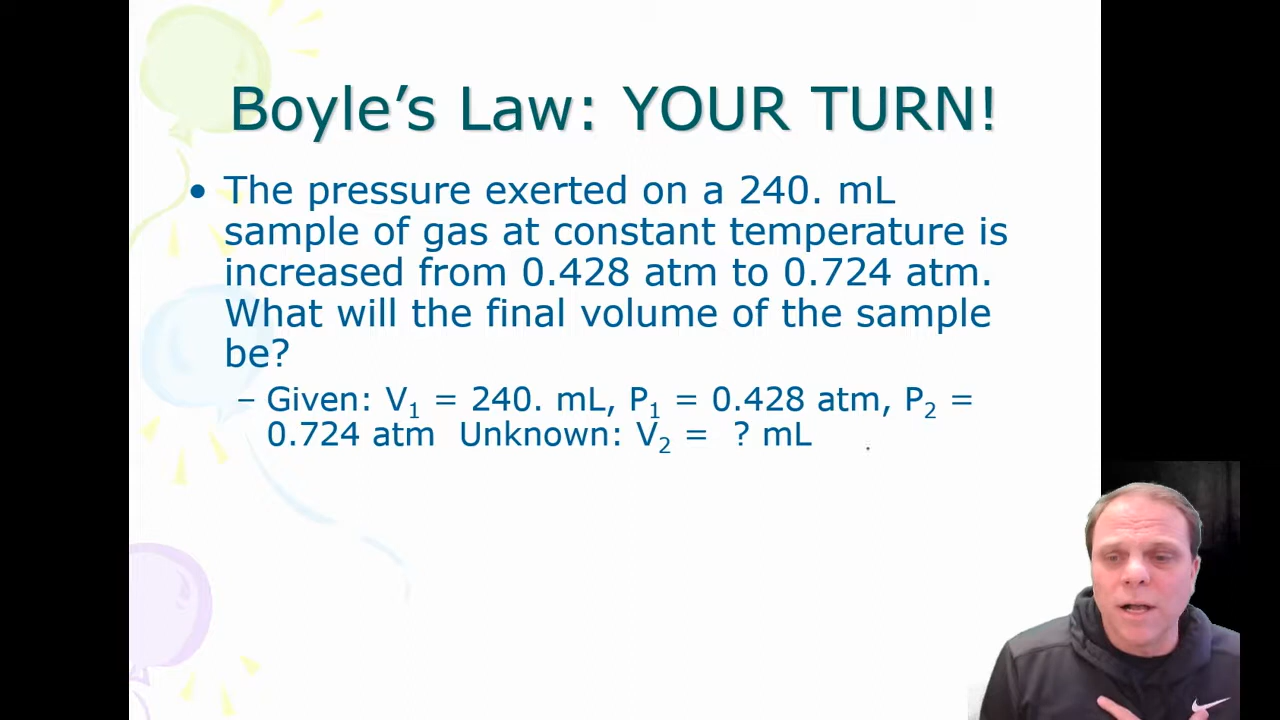 Boyle’s Law: YOUR TURN!
• The pressure exerted on a 240. mL
sample of gas at constant temperature is
increased from 0.428 atm to 0.724 atm.
What will the final volume of the sample
be?
– Given: V₁ = 240. mL, P₁ = 0.428 atm, P₂ =
0.724 atm  Unknown: V₂ =  ? mL